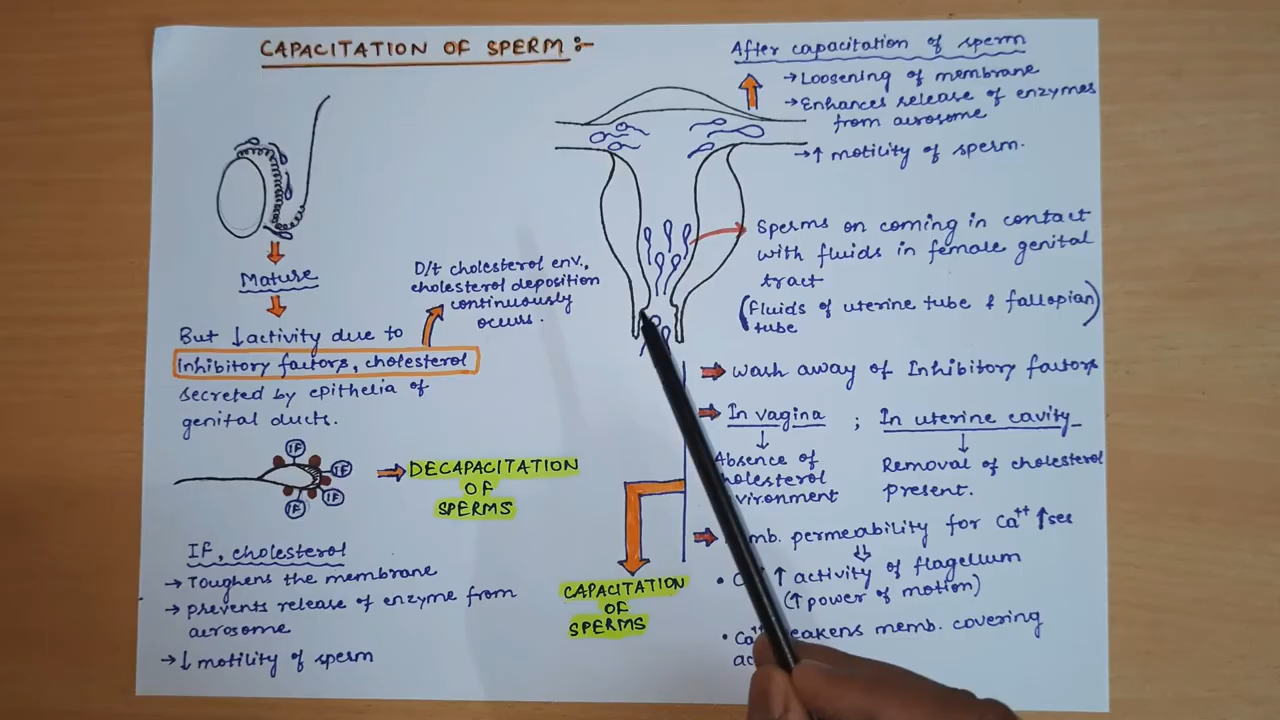 CAPACITATION OF SPERM :-
Mature
But ↓activity due to
inhibitory factors, cholesterol
secreted by epithelia of
genital ducts.
D/t cholesterol env.,
cholesterol deposition
continuously
occurs.
IF
IF
IF
IF
DECAPACITATION
OF
SPERMS
IF, cholesterol
→ Toughens the membrane
→ prevents release of enzyme from
acrosome
→ ↓ motility of sperm
After capacitation of sperm
→ Loosening of membrane
→ Enhances release of enzymes
from acrosome
→ ↑ motility of sperm.
Sperms on coming in contact
with fluids in female genital
tract
(Fluids of uterine tube & fallopian)
tube
→ Wash away of Inhibitory factors
→ In vagina ; In uterine cavity
↓ ↓
Absence of Removal of cholesterol
present.
→ permeability for Ca++ ↑ses
⇓
• ↑ activity of flagellum
(↑ power of motion)
• Ca++ memb. covering
CAPACITATION
OF
SPERMS